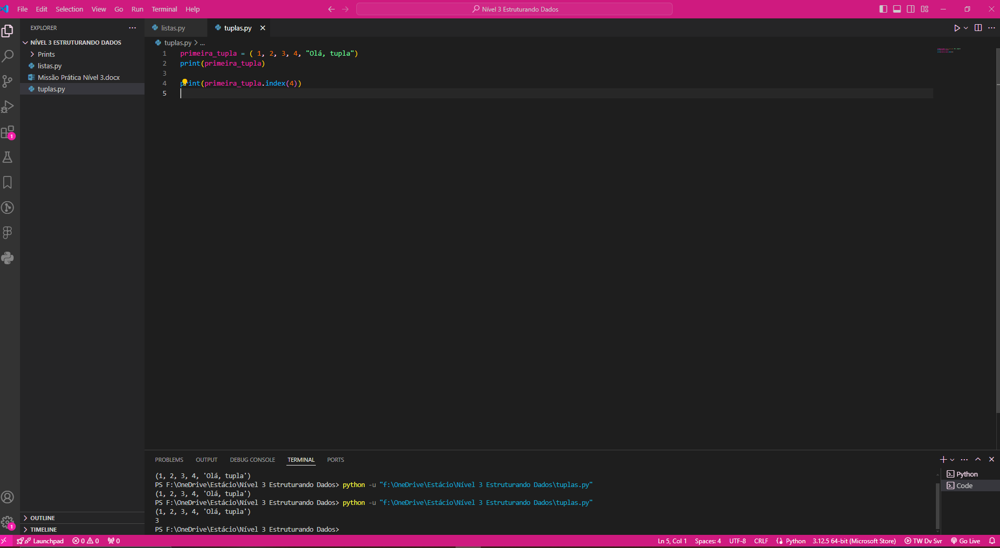 File Edit Selection View Go Run Terminal Help
Nível 3 Estruturando Dados
EXPLORER
NÍVEL 3 ESTRUTURANDO DADOS
Prints
listas.py
Missão Prática Nível 3.docx
tuplas.py
OUTLINE
TIMELINE
1
1
listas.py tuplas.py
tuplas.py > ...
1 primeira_tupla = ( 1, 2, 3, 4, "Olá, tupla")
2 print(primeira_tupla)
3
4 print(primeira_tupla.index(4))
5
PROBLEMS OUTPUT DEBUG CONSOLE TERMINAL PORTS
(1, 2, 3, 4, 'Olá, tupla')
PS F:\OneDrive\Estácio\Nível 3 Estruturando Dados> python -u "f:\OneDrive\Estácio\Nível 3 Estruturando Dados\tuplas.py"
(1, 2, 3, 4, 'Olá, tupla')
PS F:\OneDrive\Estácio\Nível 3 Estruturando Dados> python -u "f:\OneDrive\Estácio\Nível 3 Estruturando Dados\tuplas.py"
(1, 2, 3, 4, 'Olá, tupla')
3
PS F:\OneDrive\Estácio\Nível 3 Estruturando Dados>
Python
Code
Launchpad 0 0 0 Ln 5, Col 1 Spaces: 4 UTF-8 CRLF Python 3.12.5 64-bit (Microsoft Store) TW Dv Svr Go Live